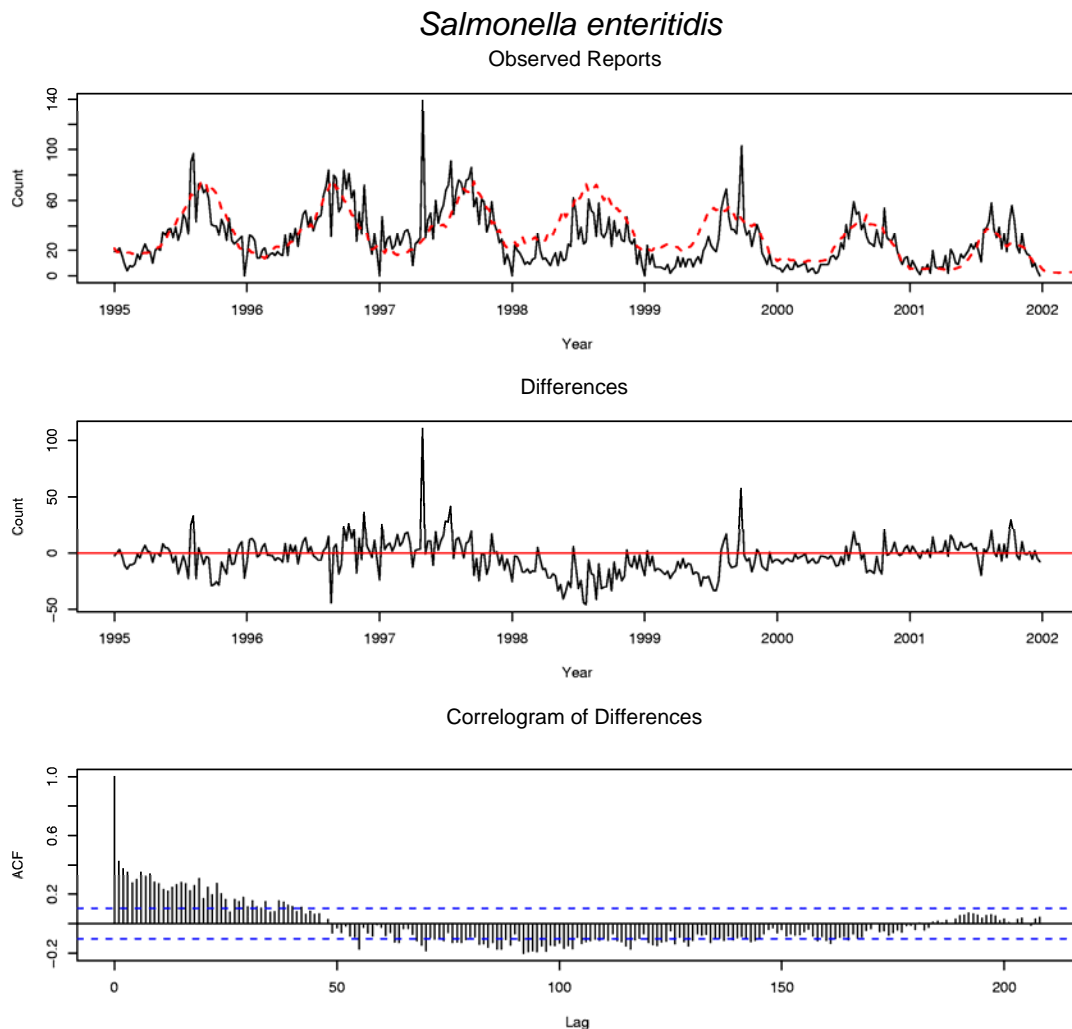 Salmonella enteritidis
Observed Reports
Count
140
100
60
20
0
1995 1996 1997 1998 1999 2000 2001 2002
Year
Differences
Count
100
50
0
−50
1995 1996 1997 1998 1999 2000 2001 2002
Year
Correlogram of Differences
ACF
1.0
0.6
0.2
−0.2
0 50 100 150 200
Lag